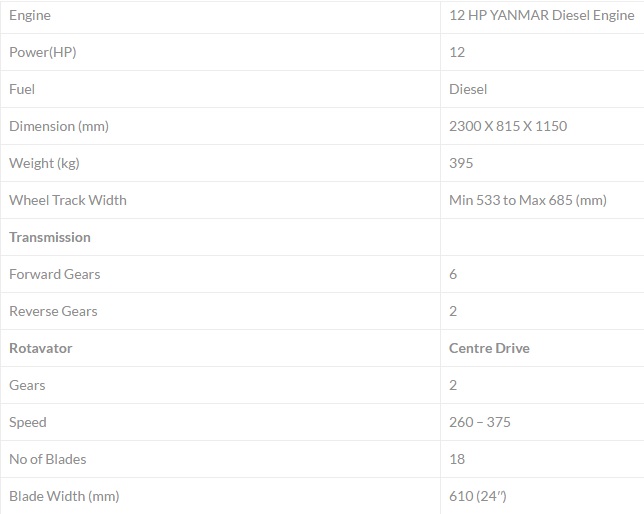 Engine 12 HP YANMAR Diesel Engine
Power(HP) 12
Fuel Diesel
Dimension (mm) 2300 X 815 X 1150
Weight (kg) 395
Wheel Track Width Min 533 to Max 685 (mm)
Transmission
Forward Gears 6
Reverse Gears 2
Rotavator Centre Drive
Gears 2
Speed 260 – 375
No of Blades 18
Blade Width (mm) 610 (24″)